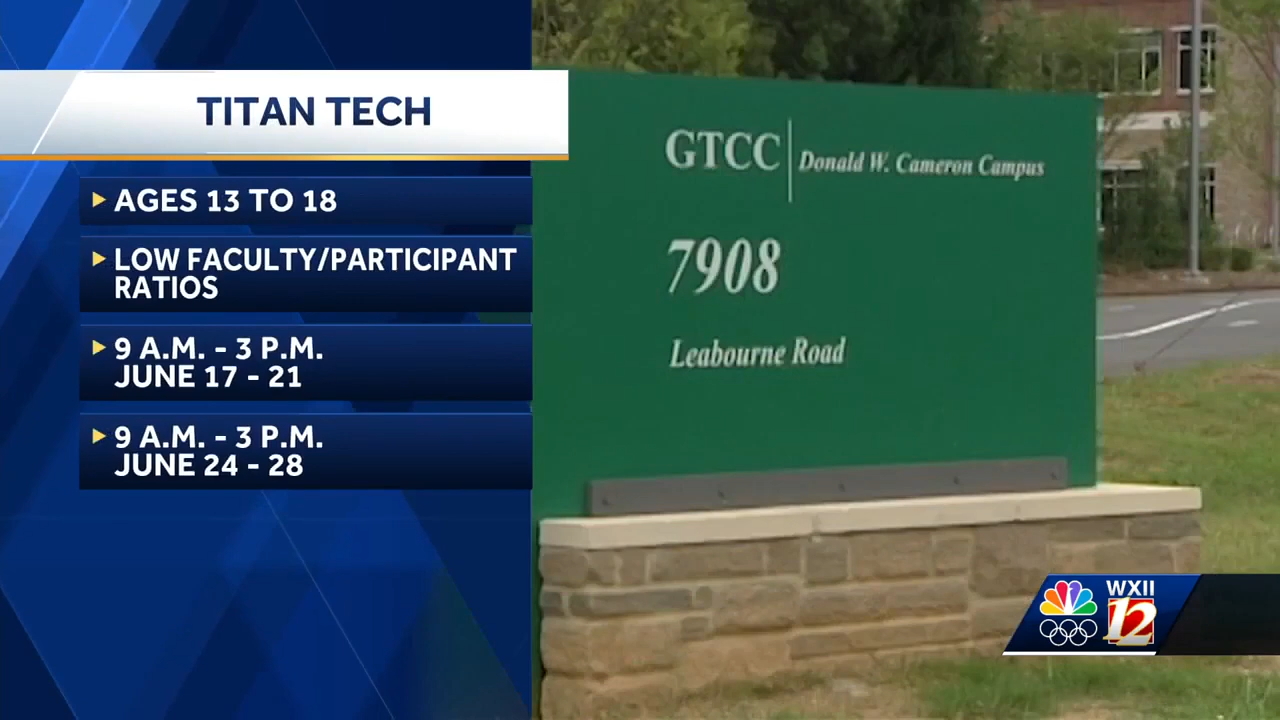 TITAN TECH
AGES 13 TO 18
LOW FACULTY/PARTICIPANT
RATIOS
9 A.M. - 3 P.M.
JUNE 17 - 21
9 A.M. - 3 P.M.
JUNE 24 - 28
GTCC | Donald W. Cameron Campus
7908
Leabourne Road
WXII
12